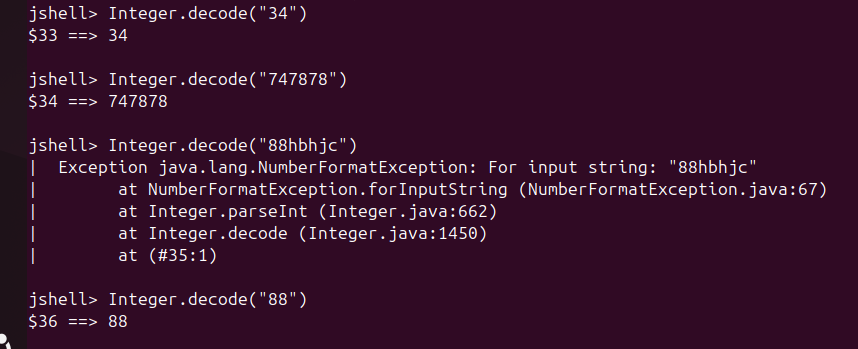 jshell> Integer.decode("34")
$33 ==> 34
jshell> Integer.decode("747878")
$34 ==> 747878
jshell> Integer.decode("88hbhjc")
|  Exception java.lang.NumberFormatException: For input string: "88hbhjc"
|        at NumberFormatException.forInputString (NumberFormatException.java:67)
|        at Integer.parseInt (Integer.java:662)
|        at Integer.decode (Integer.java:1450)
|        at (#35:1)
jshell> Integer.decode("88")
$36 ==> 88